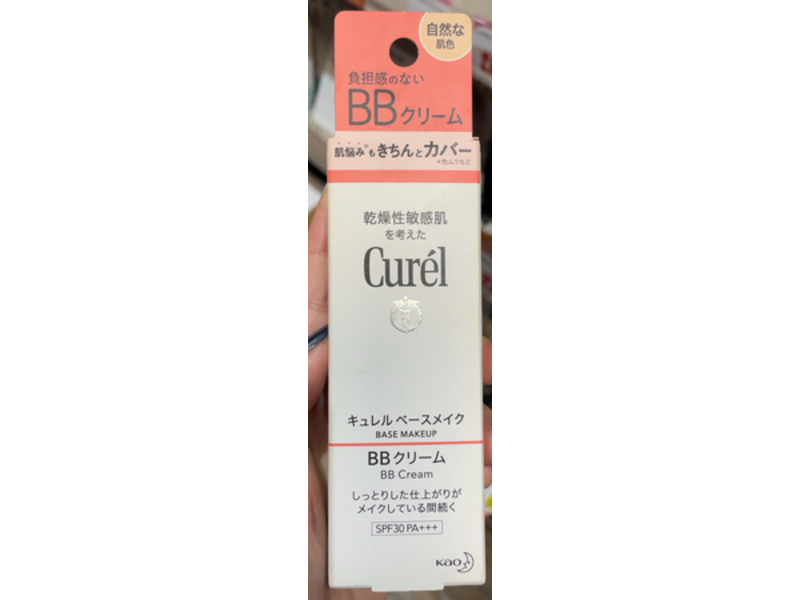 自然な
肌色
負担感のない
BBクリーム
肌悩み*もきちんとカバー
*色ムラなど
乾燥性敏感肌
を考えた
Curél
キュレル ベースメイク
BASE MAKEUP
BBクリーム
BB Cream
しっとりした仕上がりが
メイクしている間続く
SPF30 PA+++
Kao